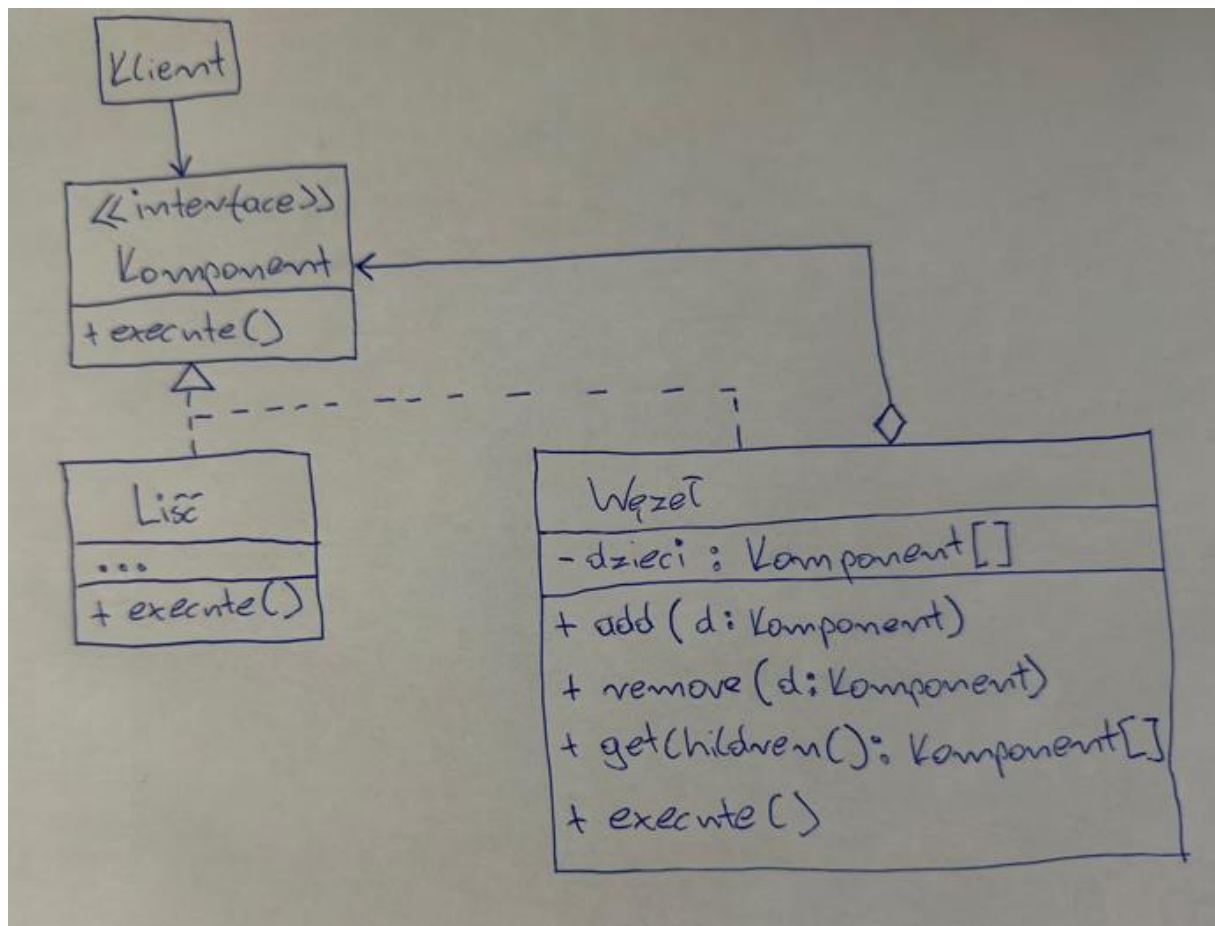 Klient
<<interface>>
Komponent
+ execute()
Liść
...
+ execute()
Węzeł
- dzieci : Komponent[]
+ add (d: Komponent)
+ remove (d: Komponent)
+ getChildren(): Komponent[]
+ execute()